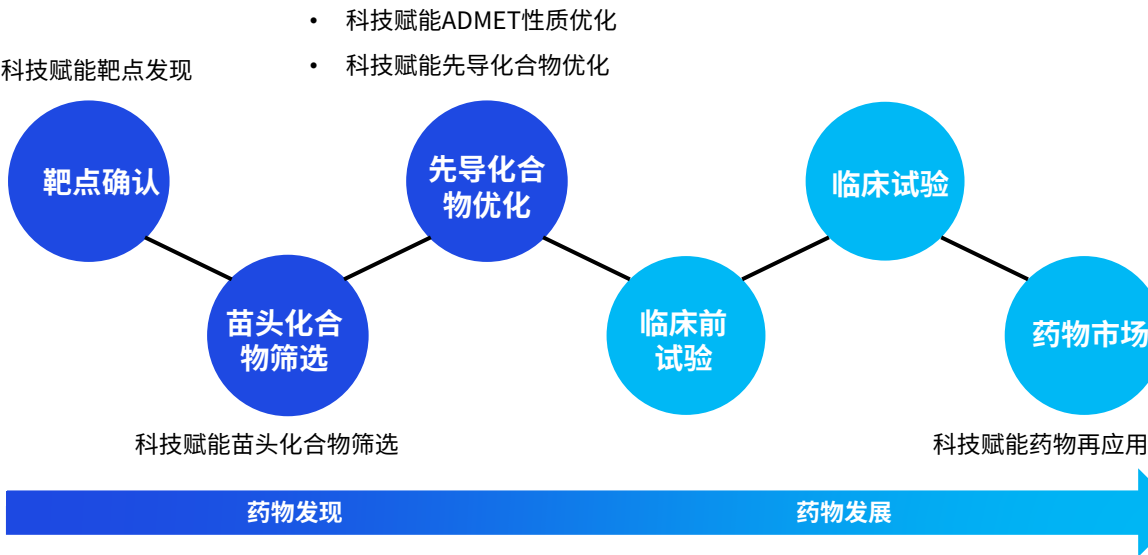 • 科技赋能ADMET性质优化
• 科技赋能先导化合物优化
科技赋能靶点发现
靶点确认
先导化合
物优化
临床试验
苗头化合
物筛选
临床前
试验
药物市场
科技赋能苗头化合物筛选
科技赋能药物再应用
药物发现
药物发展